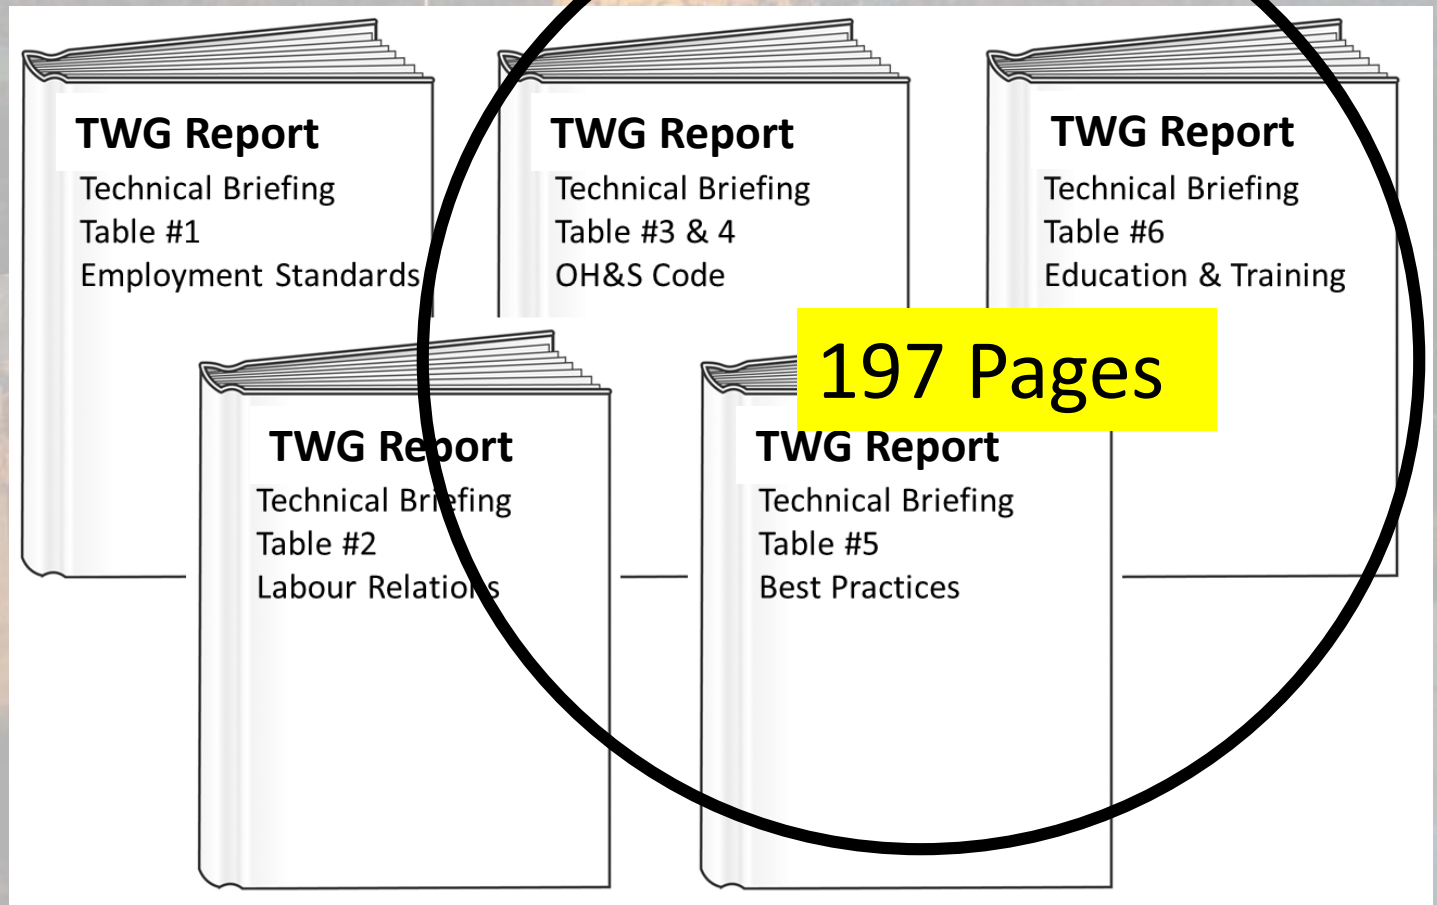 TWG Report
Technical Briefing
Table #1
Employment Standards
TWG Report
Technical Briefing
Table #3 & 4
OH&S Code
TWG Report
Technical Briefing
Table #6
Education & Training
197 Pages
TWG Report
Technical Briefing
Table #2
Labour Relations
TWG Report
Technical Briefing
Table #5
Best Practices